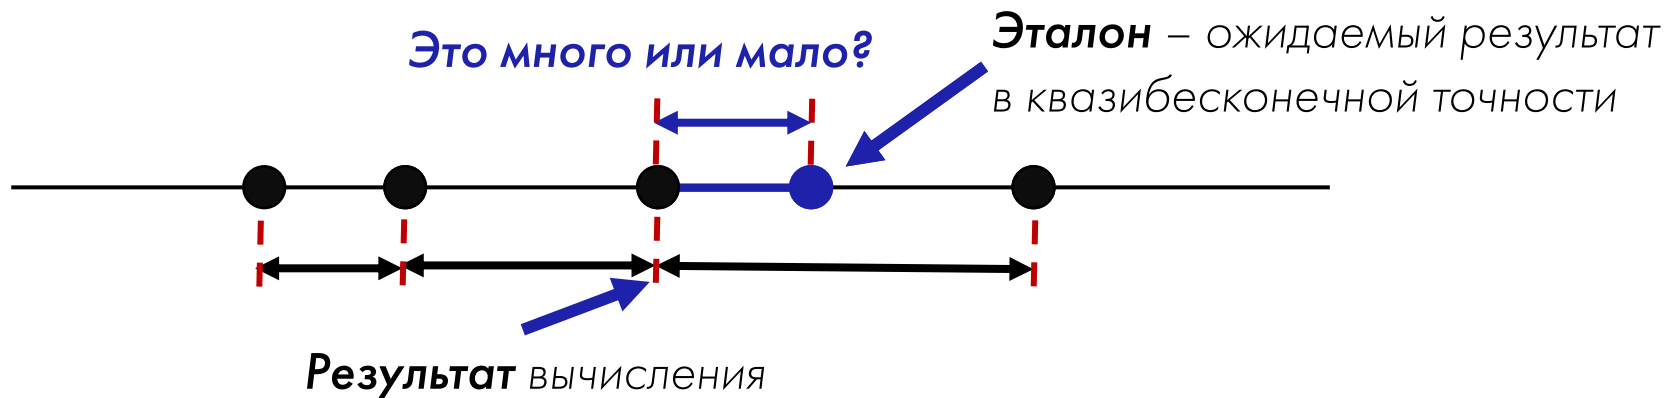 Это много или мало?
Эталон – ожидаемый результат
в квазибесконечной точности
Результат вычисления